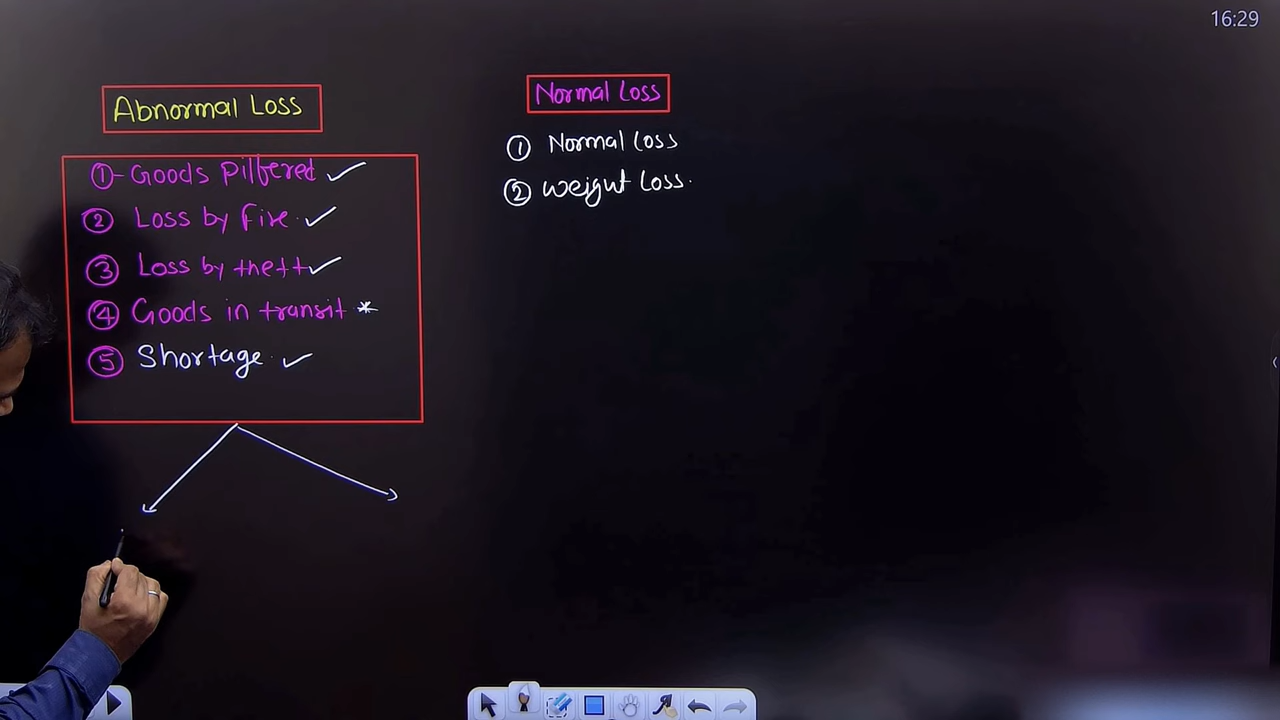 16:29
Abnormal Loss
① Goods Pilfered ✓
② Loss by Fire. ✓
③ Loss by theft ✓
④ Goods in transit *
⑤ Shortage. ✓
Normal Loss
① Normal Loss
② Weigut Loss.